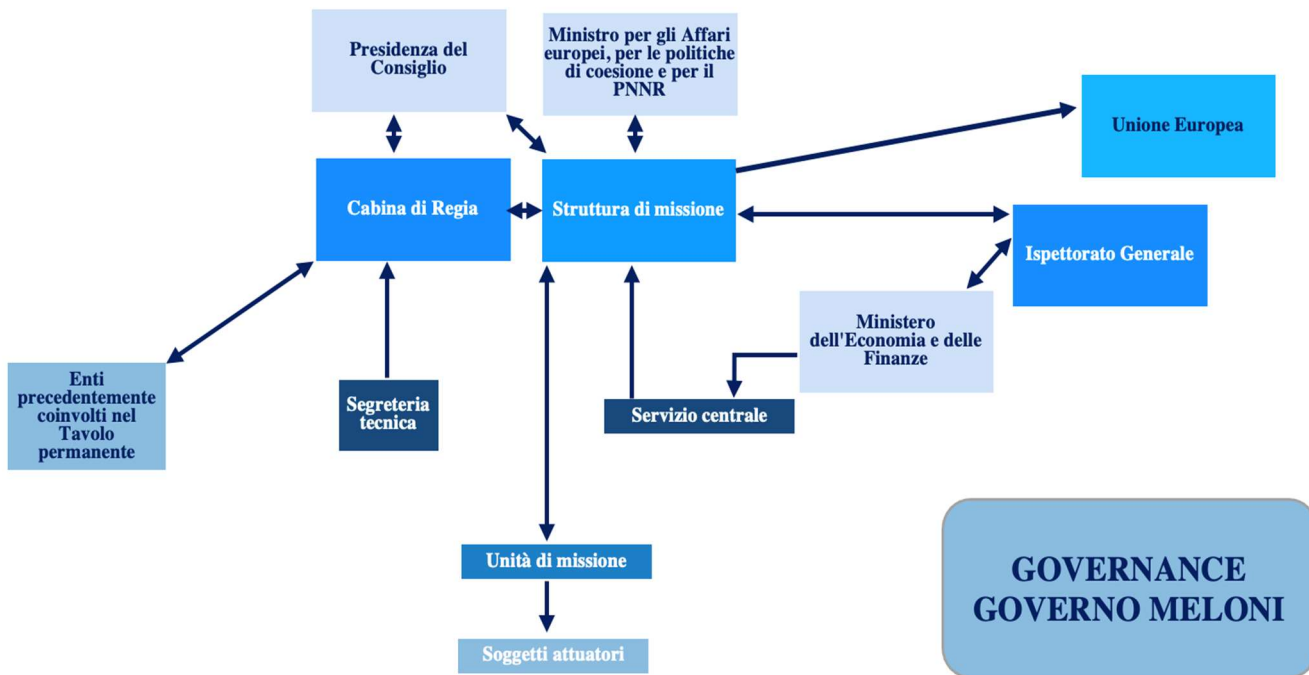 Presidenza del
Consiglio
Ministro per gli Affari
europei, per le politiche
di coesione e per il
PNNR
Unione Europea
Cabina di Regia
Struttura di missione
Ispettorato Generale
Ministero
dell'Economia e delle
Finanze
Enti
precedentemente
coinvolti nel
Tavolo
permanente
Segreteria
tecnica
Servizio centrale
Unità di missione
Soggetti attuatori
GOVERNANCE
GOVERNO MELONI